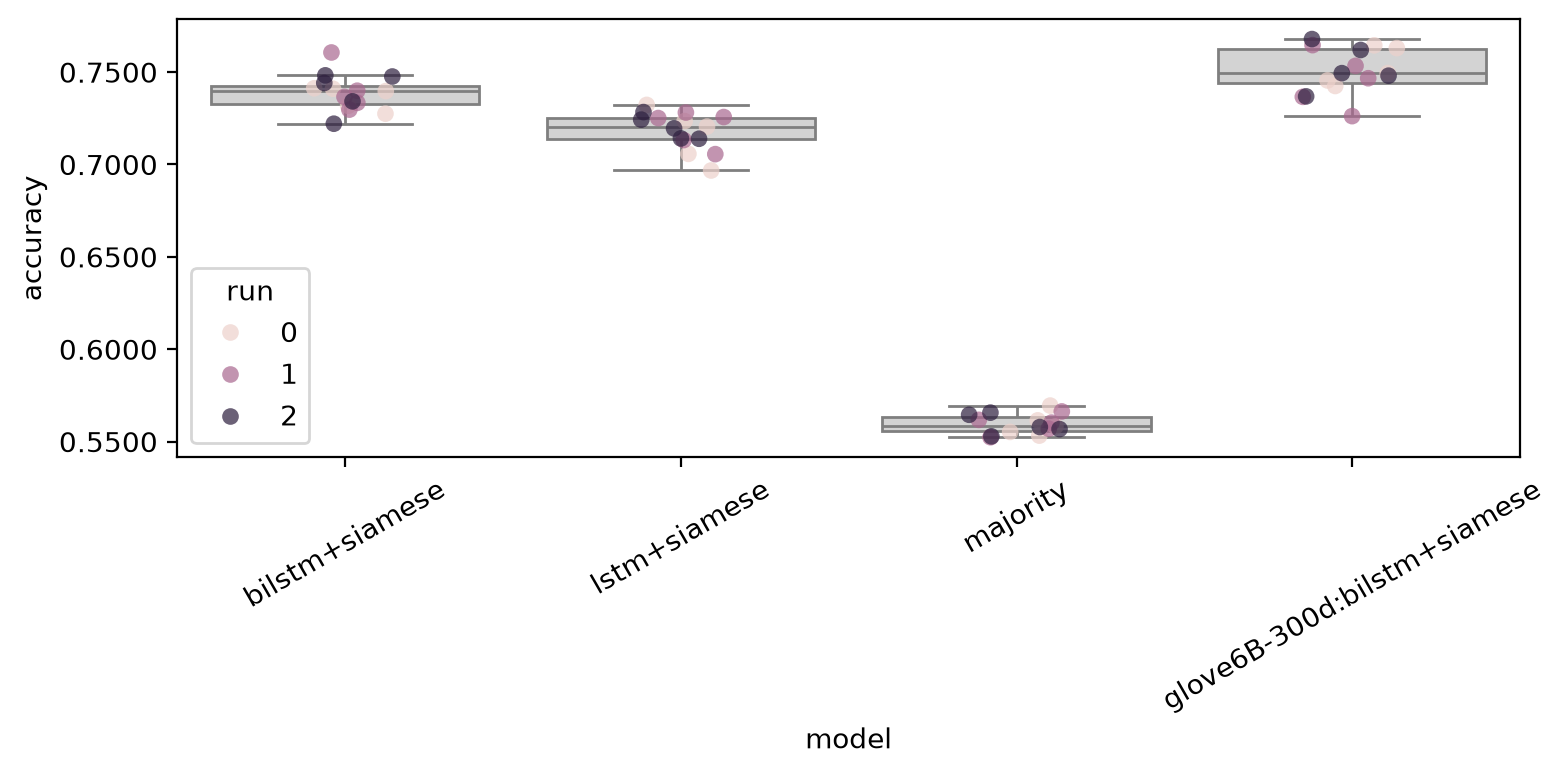 accuracy
0.7500
0.7000
0.6500
0.6000
0.5500
run
0
1
2
bilstm+siamese
lstm+siamese
majority
glove6B-300d:bilstm+siamese
model